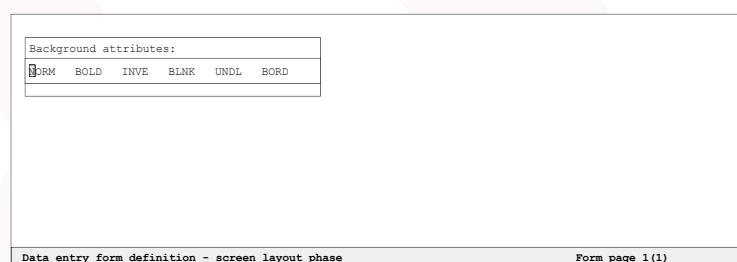 Background attributes:
NORM BOLD INVE BLNK UNDL BORD
Data entry form definition - screen layout phase Form page 1(1)